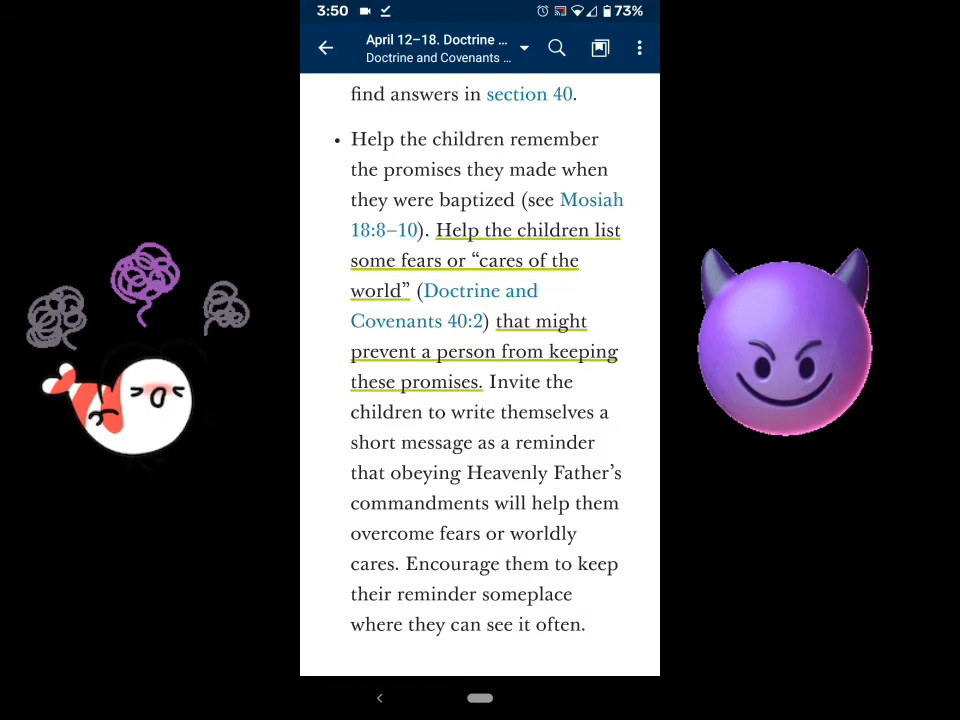 3:50
73%
April 12–18. Doctrine ...
Doctrine and Covenants ...
find answers in section 40.
• Help the children remember
the promises they made when
they were baptized (see Mosiah
18:8–10). Help the children list
some fears or “cares of the
world” (Doctrine and
Covenants 40:2) that might
prevent a person from keeping
these promises. Invite the
children to write themselves a
short message as a reminder
that obeying Heavenly Father’s
commandments will help them
overcome fears or worldly
cares. Encourage them to keep
their reminder someplace
where they can see it often.